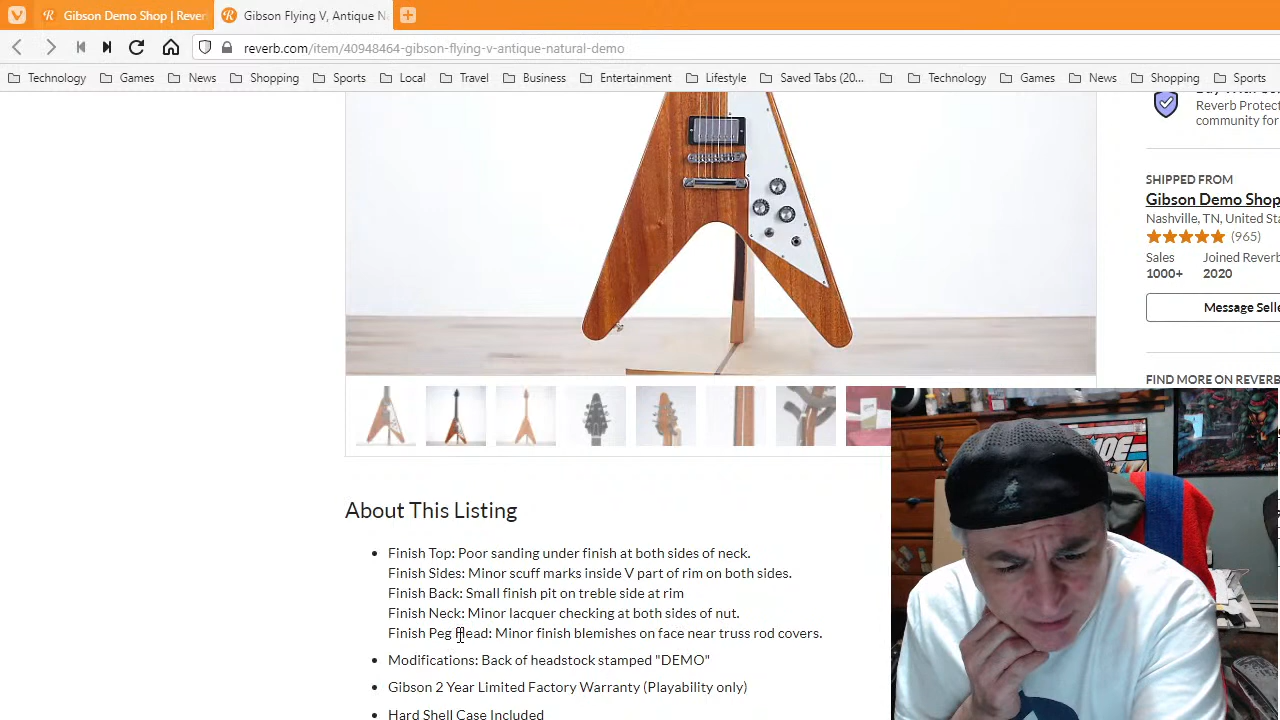 Gibson Demo Shop | Rever
Gibson Flying V, Antique Na
reverb.com/item/40948464-gibson-flying-v-antique-natural-demo
Technology Games News Shopping Sports Local Travel Business Entertainment Lifestyle Saved Tabs (20... Technology Games News Shopping Sports
Reverb Protect
community for
SHIPPED FROM
Gibson Demo Shop
Nashville, TN, United Sta
(965)
Sales Joined Reverb
1000+ 2020
Message Selle
FIND MORE ON REVERB
About This Listing
Finish Top: Poor sanding under finish at both sides of neck.
Finish Sides: Minor scuff marks inside V part of rim on both sides.
Finish Back: Small finish pit on treble side at rim
Finish Neck: Minor lacquer checking at both sides of nut.
Finish Peg Head: Minor finish blemishes on face near truss rod covers.
Modifications: Back of headstock stamped "DEMO"
Gibson 2 Year Limited Factory Warranty (Playability only)
Hard Shell Case Included